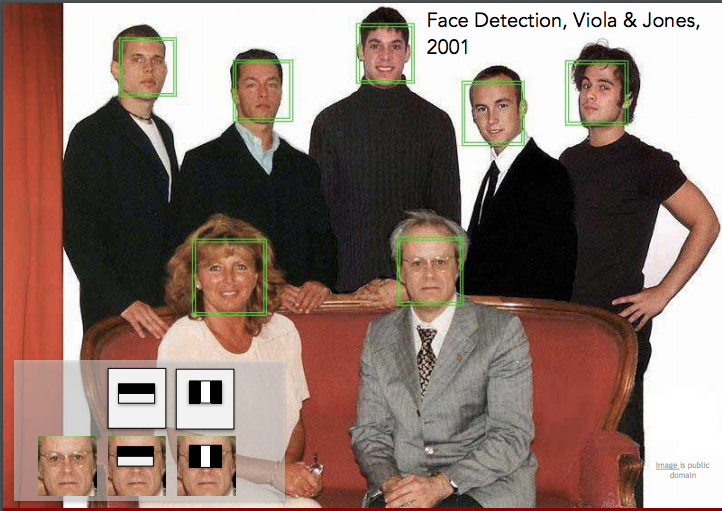 Face Detection, Viola & Jones,
2001
Image is public
domain